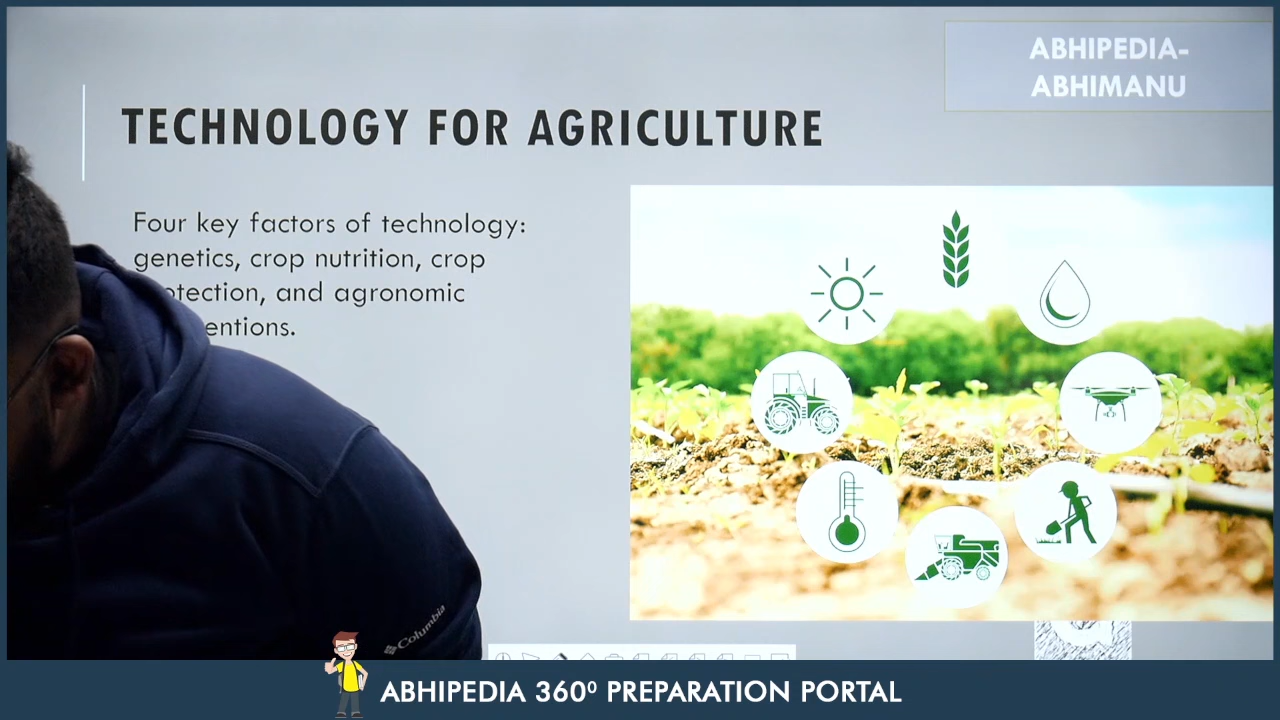 ABHIPEDIA-
ABHIMANU
TECHNOLOGY FOR AGRICULTURE
Four key factors of technology:
genetics, crop nutrition, crop
otection, and agronomic
entions.
Columbia
ABHIPEDIA 360⁰ PREPARATION PORTAL